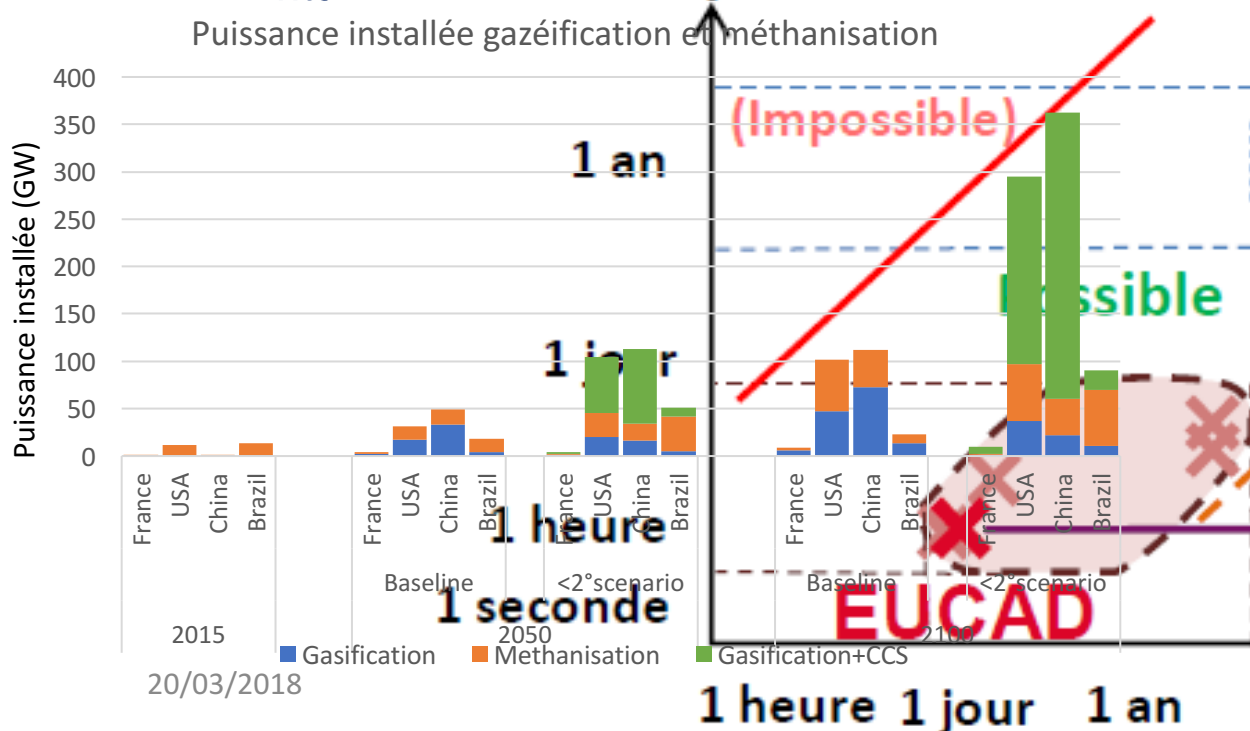 Puissance installée gazéification et méthanisation
Puissance installée (GW)
400
350
300
250
200
150
100
50
0
(Impossible)
1 an
Possible
1 jour
1 heure
1 seconde
EUCAD
France USA China Brazil
France USA China Brazil
France USA China Brazil
France USA China Brazil
France USA China Brazil
Baseline <2°scenario Baseline <2°scenario
2015 2050 2100
Gasification Methanisation Gasification+CCS
20/03/2018
1 heure 1 jour 1 an